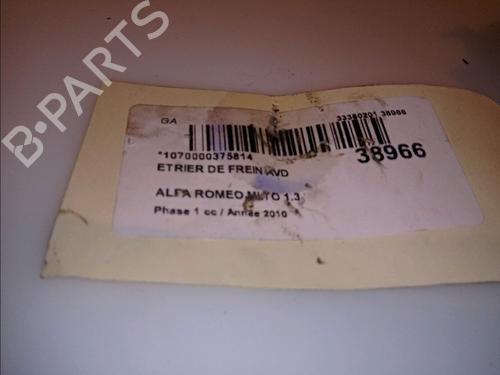 B-PARTS
GA
33380201 38966
*1070000375814
38966
ETRIER DE FREIN AVD
ALFA ROMEO MITO 1.3
Phase 1 cc / Année 2010